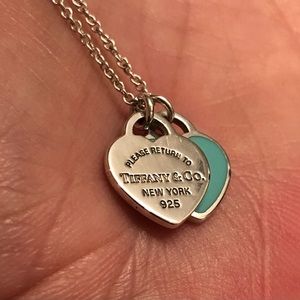 PLEASE RETURN TO
TIFFANY & CO.
NEW YORK
925